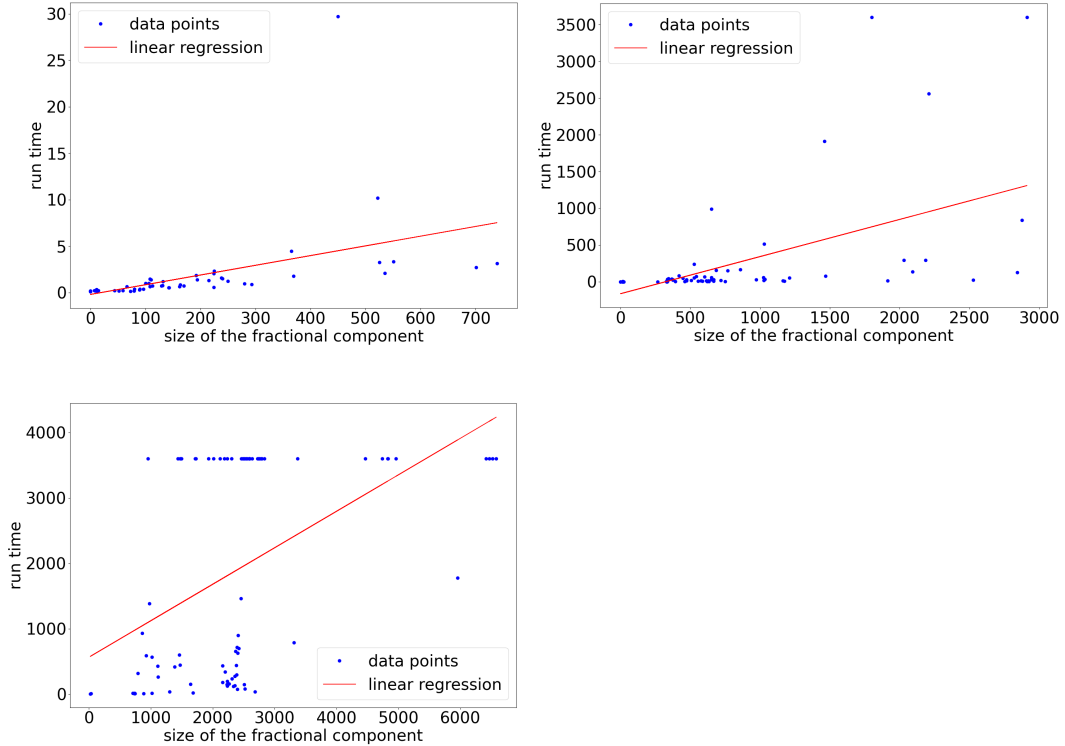 30
25
20
15
10
5
0
run time
data points
linear regression
0 100 200 300 400 500 600 700
size of the fractional component
3500
3000
2500
2000
1500
1000
500
0
run time
data points
linear regression
0 500 1000 1500 2000 2500 3000
size of the fractional component
4000
3000
2000
1000
0
run time
data points
linear regression
0 1000 2000 3000 4000 5000 6000
size of the fractional component